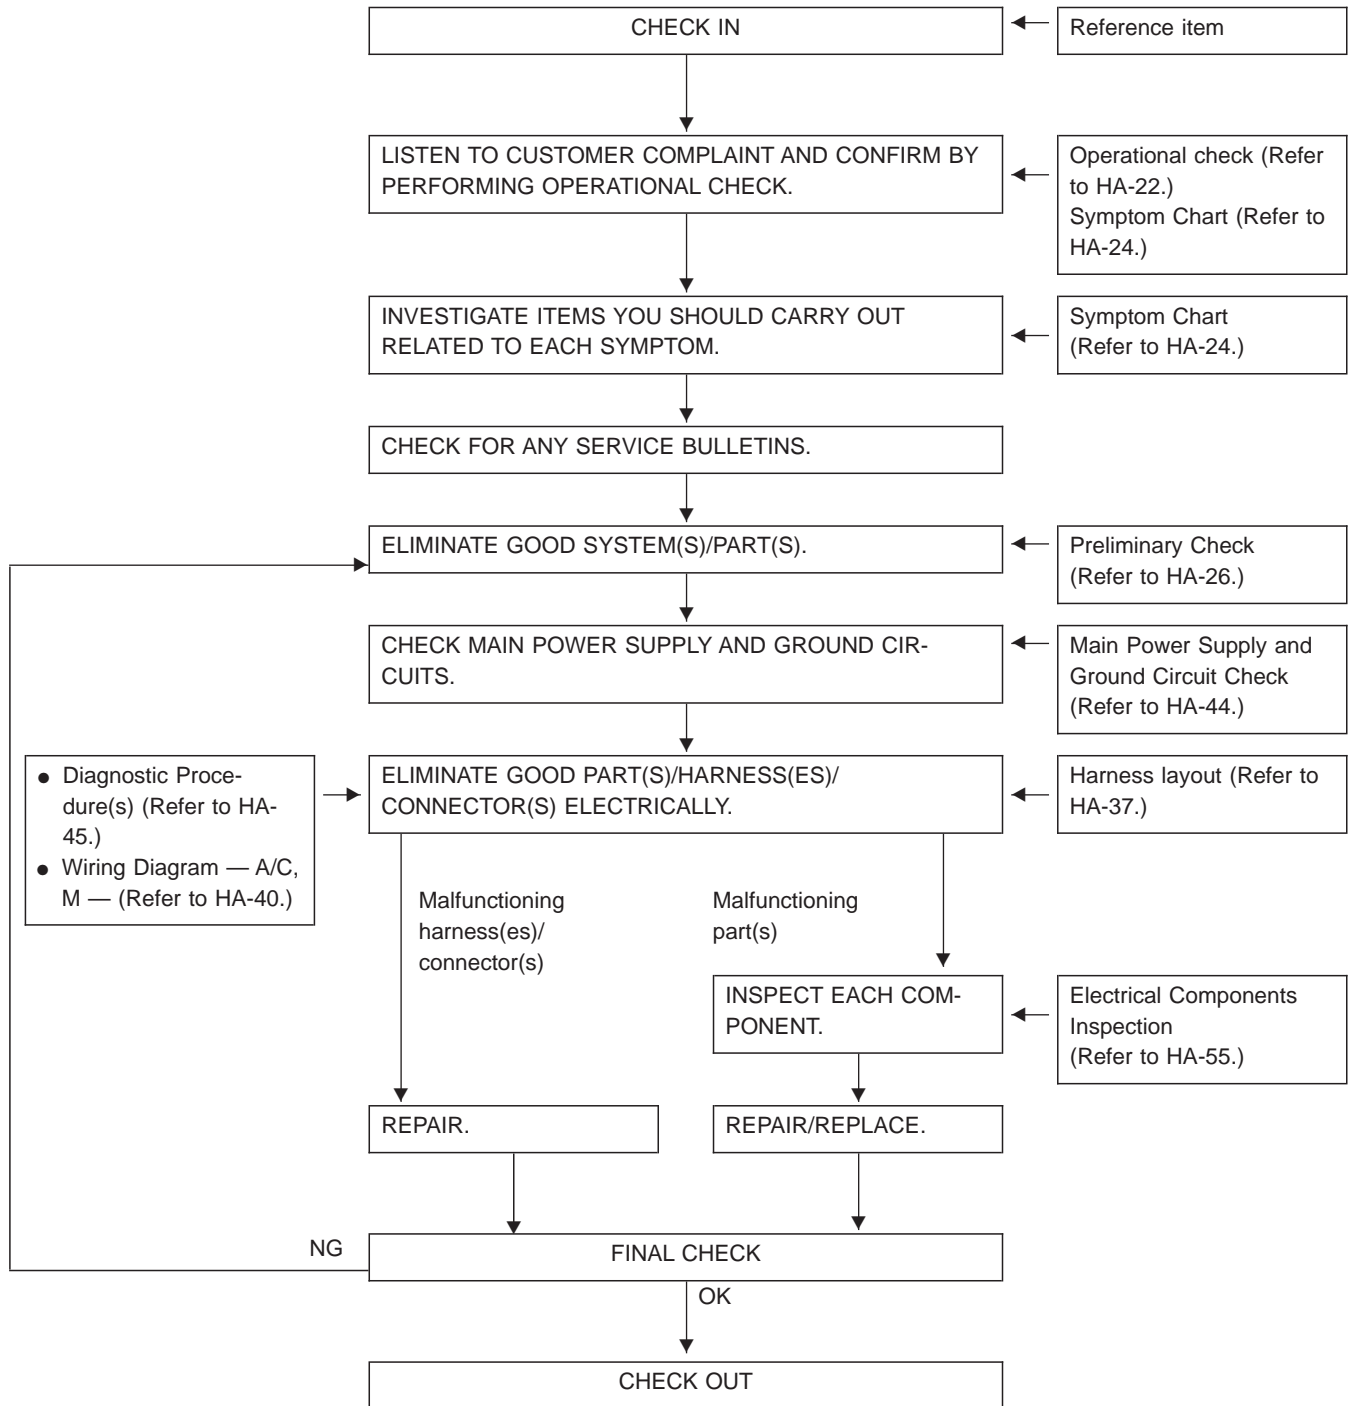 CHECK IN
Reference item
LISTEN TO CUSTOMER COMPLAINT AND CONFIRM BY
PERFORMING OPERATIONAL CHECK.
Operational check (Refer
to HA-22.)
Symptom Chart (Refer to
HA-24.)
INVESTIGATE ITEMS YOU SHOULD CARRY OUT
RELATED TO EACH SYMPTOM.
Symptom Chart
(Refer to HA-24.)
CHECK FOR ANY SERVICE BULLETINS.
ELIMINATE GOOD SYSTEM(S)/PART(S).
Preliminary Check
(Refer to HA-26.)
CHECK MAIN POWER SUPPLY AND GROUND CIR-
CUITS.
Main Power Supply and
Ground Circuit Check
(Refer to HA-44.)
● Diagnostic Proce-
dure(s) (Refer to HA-
45.)
● Wiring Diagram — A/C,
M — (Refer to HA-40.)
ELIMINATE GOOD PART(S)/HARNESS(ES)/
CONNECTOR(S) ELECTRICALLY.
Harness layout (Refer to
HA-37.)
Malfunctioning
harness(es)/
connector(s)
Malfunctioning
part(s)
INSPECT EACH COM-
PONENT.
Electrical Components
Inspection
(Refer to HA-55.)
REPAIR.
REPAIR/REPLACE.
NG
FINAL CHECK
OK
CHECK OUT